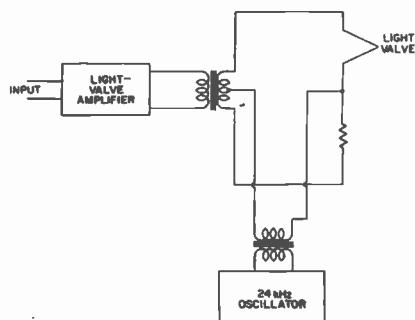 INPUT
LIGHT-
VALVE
AMPLIFIER
LIGHT
VALVE
24 kHz
OSCILLATOR